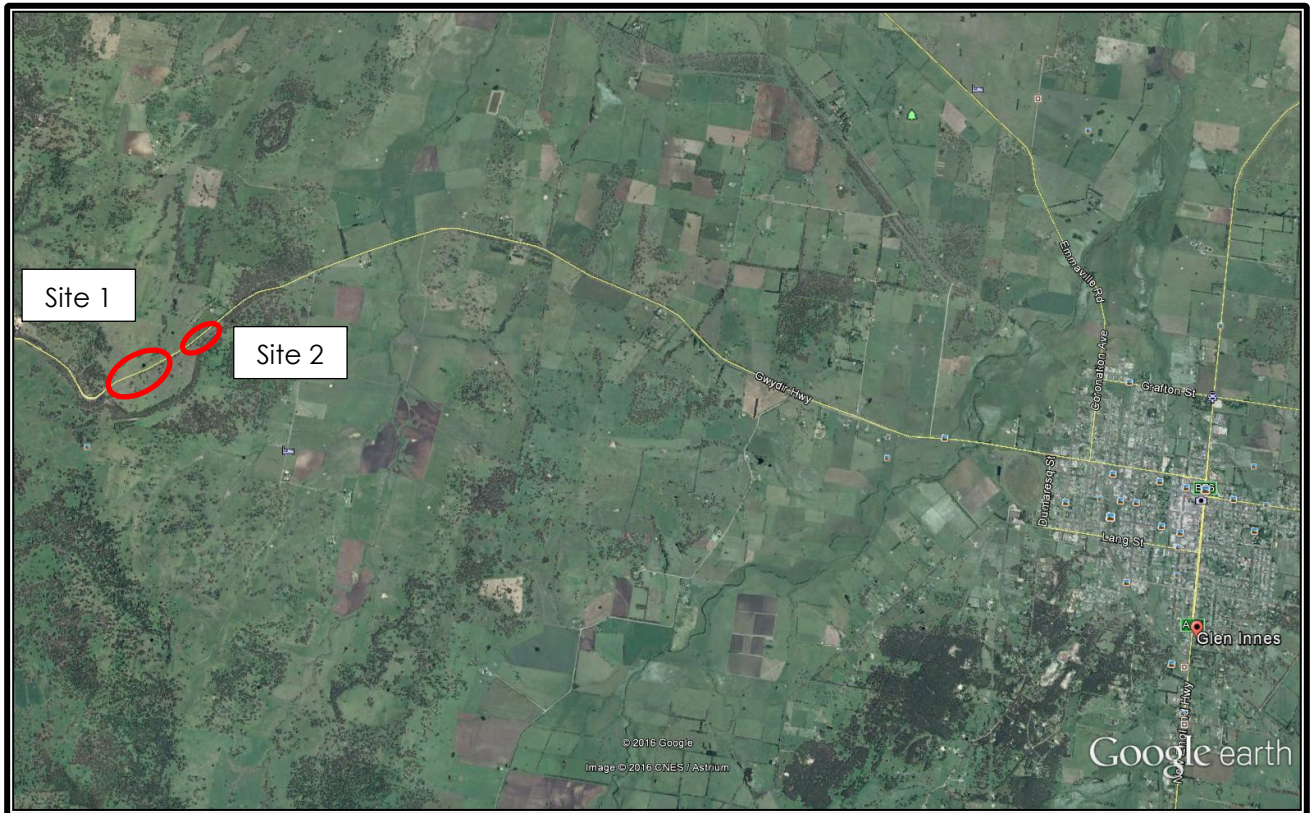 Site 1
Site 2
Emmaville Rd
Coronation Ave
Grafton St
Gwydir Hwy
Dumaresq St
Lang St
Glen Innes
© 2016 Google
Image © 2016 CNES / Astrium
Google earth